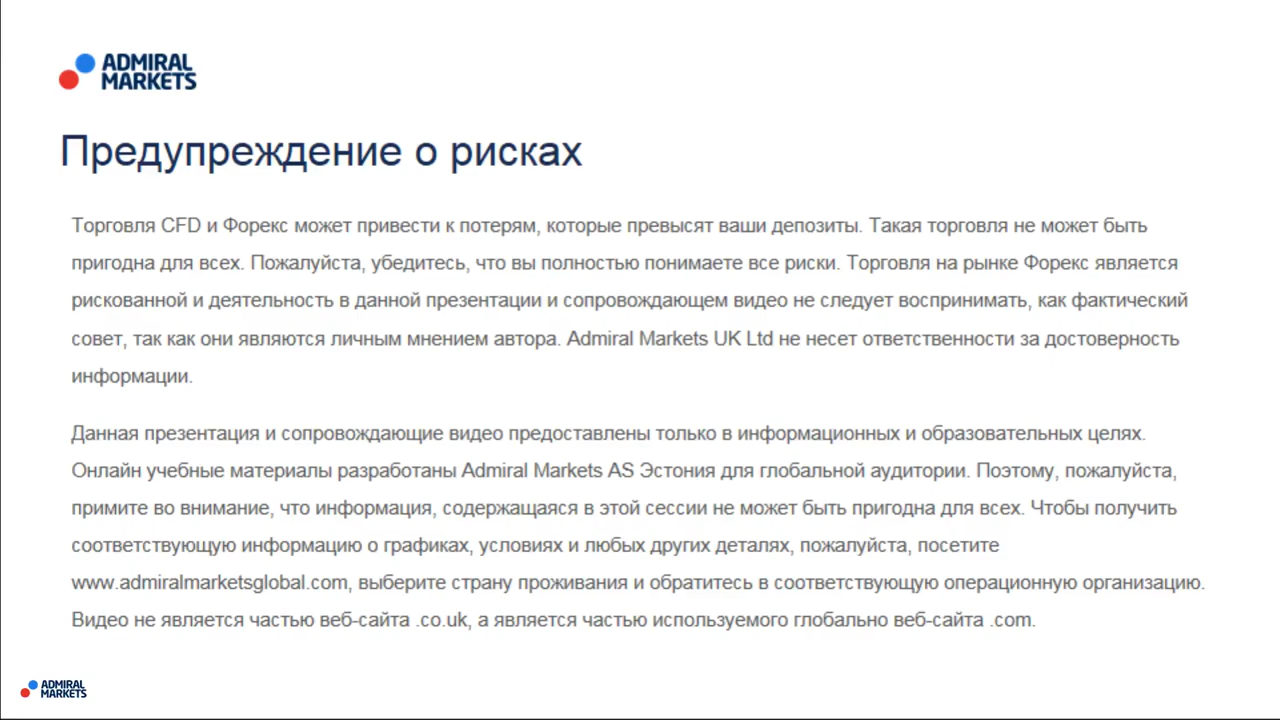 ADMIRAL
MARKETS
Предупреждение о рисках
Торговля CFD и Форекс может привести к потерям, которые превысят ваши депозиты. Такая торговля не может быть
пригодна для всех. Пожалуйста, убедитесь, что вы полностью понимаете все риски. Торговля на рынке Форекс является
рискованной и деятельность в данной презентации и сопровождающем видео не следует воспринимать, как фактический
совет, так как они являются личным мнением автора. Admiral Markets UK Ltd не несет ответственности за достоверность
информации.
Данная презентация и сопровождающие видео предоставлены только в информационных и образовательных целях.
Онлайн учебные материалы разработаны Admiral Markets AS Эстония для глобальной аудитории. Поэтому, пожалуйста,
примите во внимание, что информация, содержащаяся в этой сессии не может быть пригодна для всех. Чтобы получить
соответствующую информацию о графиках, условиях и любых других деталях, пожалуйста, посетите
www.admiralmarketsglobal.com, выберите страну проживания и обратитесь в соответствующую операционную организацию.
Видео не является частью веб-сайта .co.uk, а является частью используемого глобально веб-сайта .com.
ADMIRAL
MARKETS